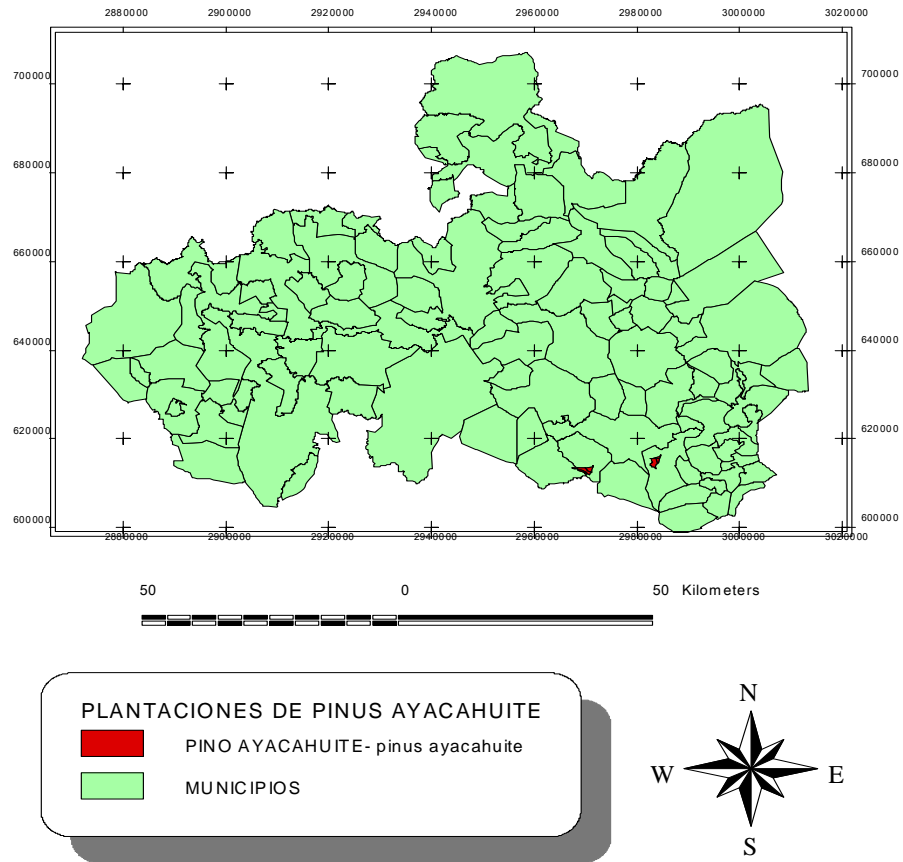 2880000 2900000 2920000 2940000 2960000 2980000 3000000 3020000
700000 700000
680000 680000
660000 660000
640000 640000
620000 620000
600000 600000
2880000 2900000 2920000 2940000 2960000 2980000 3000000 3020000
50 0 50 Kilometers
PLANTACIONES DE PINUS AYACAHUITE
PINO AYACAHUITE- pinus ayacahuite
MUNICIPIOS
N
W E
S